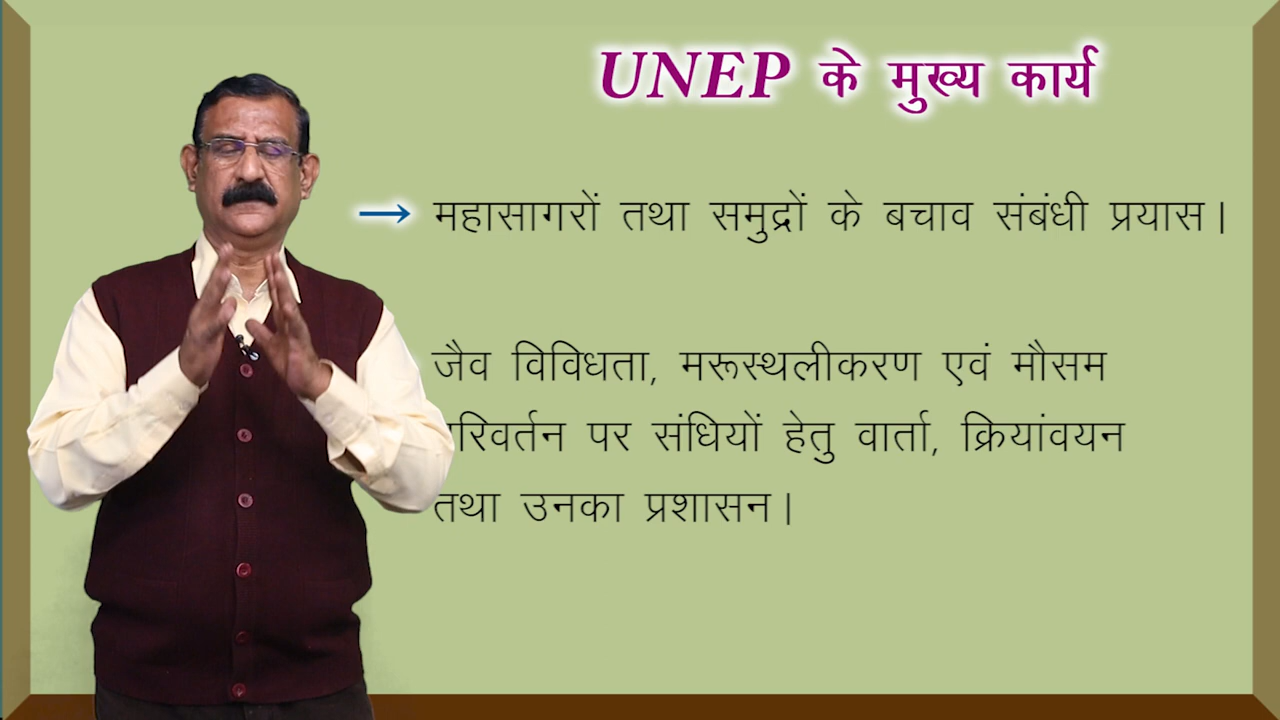 UNEP के मुख्य कार्य
→ महासागरों तथा समुद्रों के बचाव संबंधी प्रयास।
जैव विविधता, मरूस्थलीकरण एवं मौसम
पर संधियों हेतु वार्ता, क्रियांवयन
तथा उनका प्रशासन।